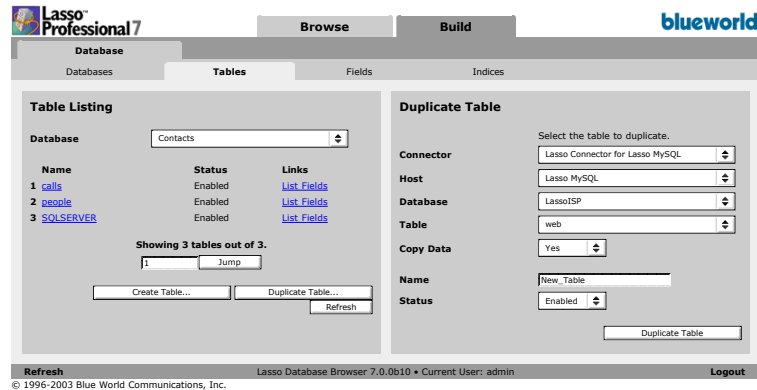 Lasso™
Professional 7
Browse
Build
blueworld
Database
Databases
Tables
Fields
Indices
Table Listing
Database
Contacts
Name Status Links
1 calls Enabled List Fields
2 people Enabled List Fields
3 SQLSERVER Enabled List Fields
Showing 3 tables out of 3.
1 Jump
Create Table... Duplicate Table...
Refresh
Duplicate Table
Select the table to duplicate.
Connector Lasso Connector for Lasso MySQL
Host Lasso MySQL
Database LassoISP
Table web
Copy Data Yes
Name New_Table
Status Enabled
Duplicate Table
Refresh Lasso Database Browser 7.0.0b10 • Current User: admin Logout
© 1996-2003 Blue World Communications, Inc.